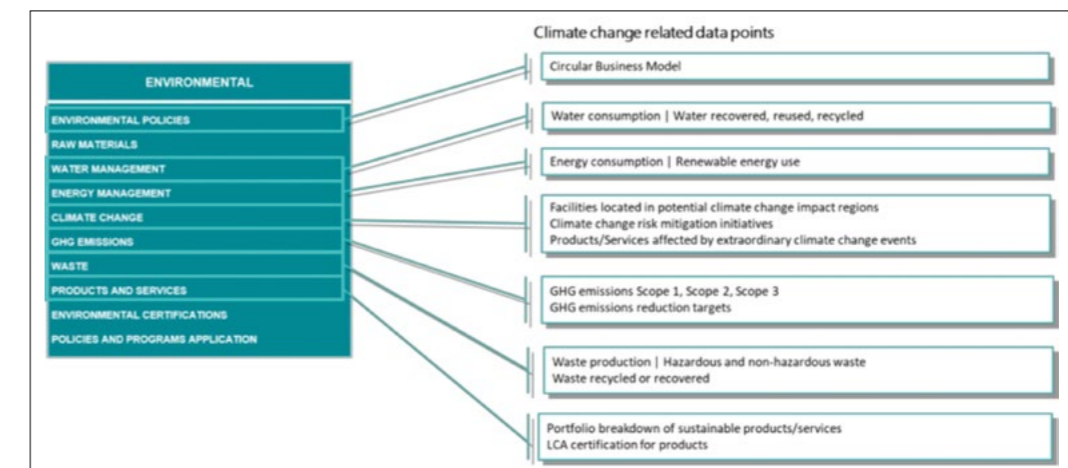 Climate change related data points
ENVIRONMENTAL
ENVIRONMENTAL POLICIES
RAW MATERIALS
WATER MANAGEMENT
ENERGY MANAGEMENT
CLIMATE CHANGE
GHG EMISSIONS
WASTE
PRODUCTS AND SERVICES
ENVIRONMENTAL CERTIFICATIONS
POLICIES AND PROGRAMS APPLICATION
Circular Business Model
Water consumption | Water recovered, reused, recycled
Energy consumption | Renewable energy use
Facilities located in potential climate change impact regions
Climate change risk mitigation initiatives
Products/Services affected by extraordinary climate change events
GHG emissions Scope 1, Scope 2, Scope 3
GHG emissions reduction targets
Waste production | Hazardous and non-hazardous waste
Waste recycled or recovered
Portfolio breakdown of sustainable products/services
LCA certification for products